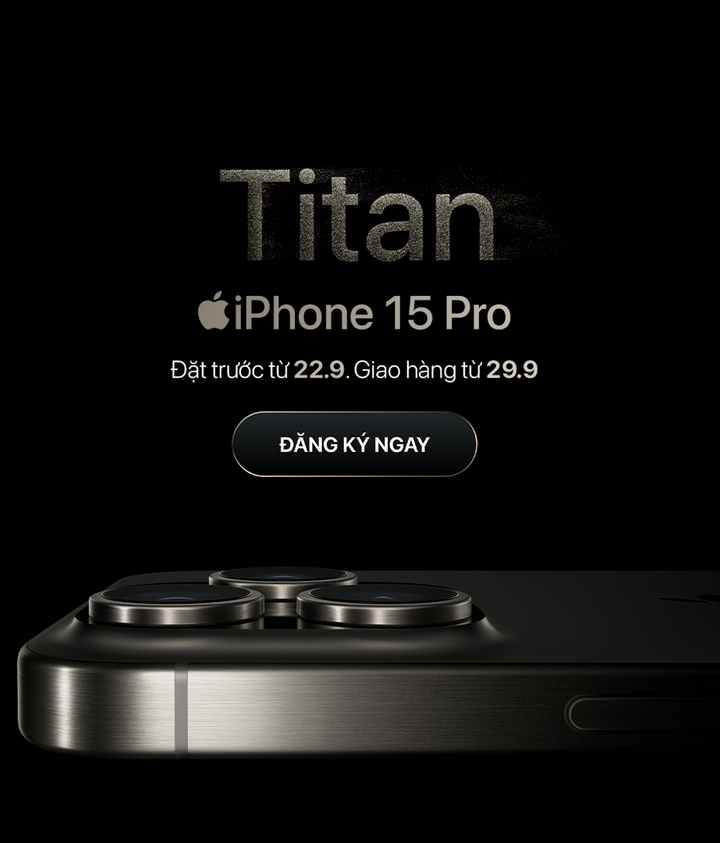 Titan
iPhone 15 Pro
Đặt trước từ 22.9. Giao hàng từ 29.9
ĐĂNG KÝ NGAY